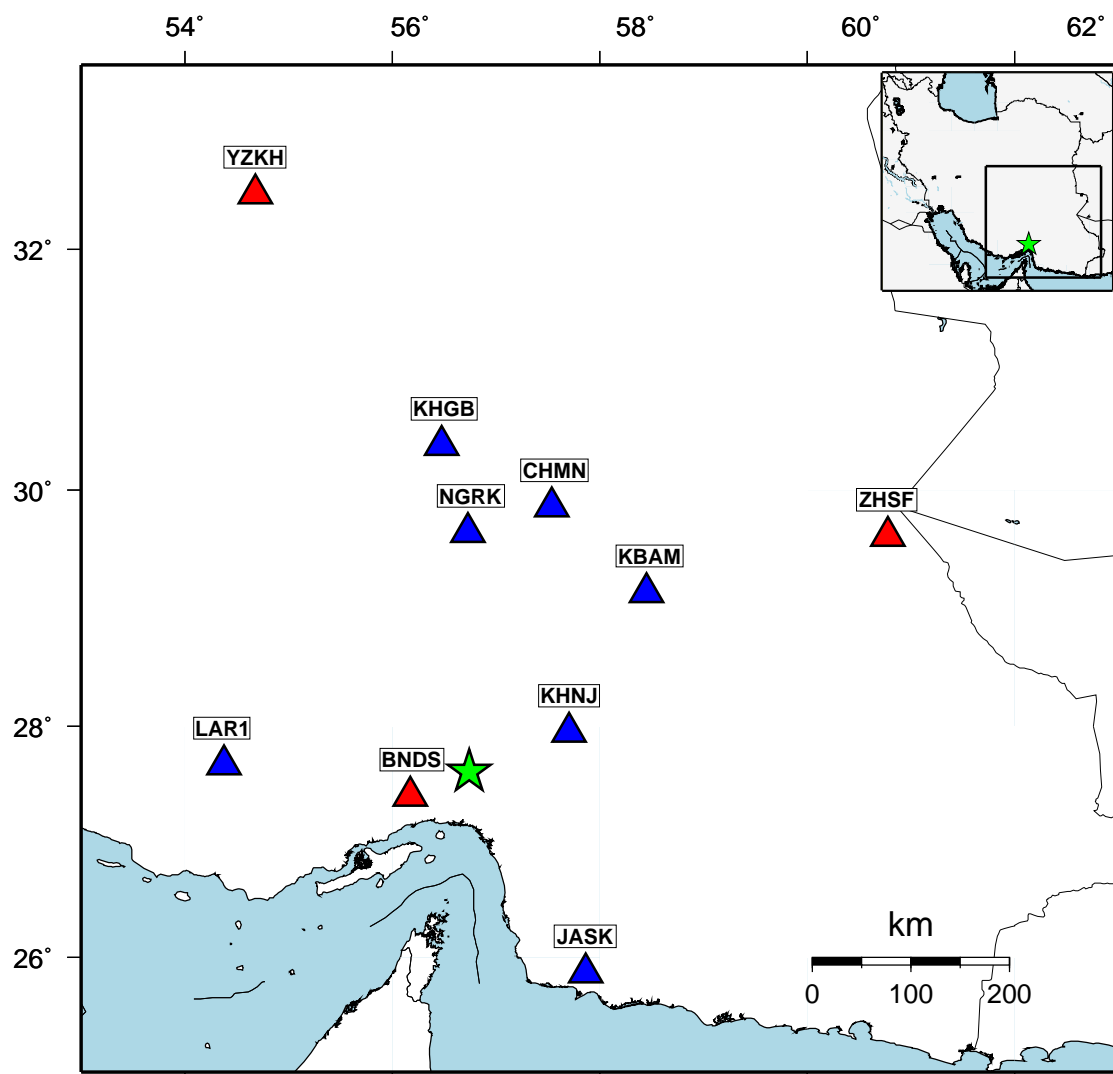 54° 56° 58° 60° 62°
YZKH
32°
KHGB
CHMN
30°
NGRK
ZHSF
KBAM
KHNJ
28°
LAR1
BNDS
km
JASK
26°
0 100 200